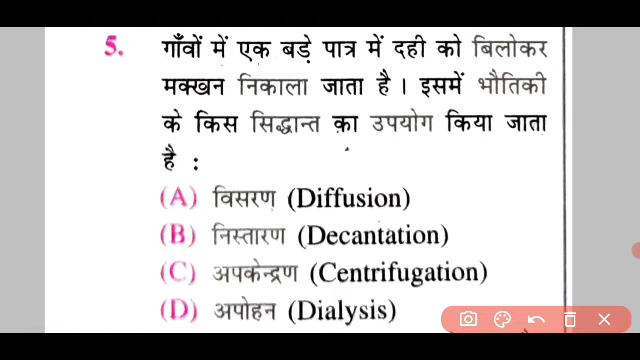 5. गाँवों में एक बड़े पात्र में दही को बिलोकर
मक्खन निकाला जाता है । इसमें भौतिकी
के किस सिद्धान्त का उपयोग किया जाता
है :
(A) विसरण (Diffusion)
(B) निस्तारण (Decantation)
(C) अपकेन्द्रण (Centrifugation)
(D) अपोहन (Dialysis)